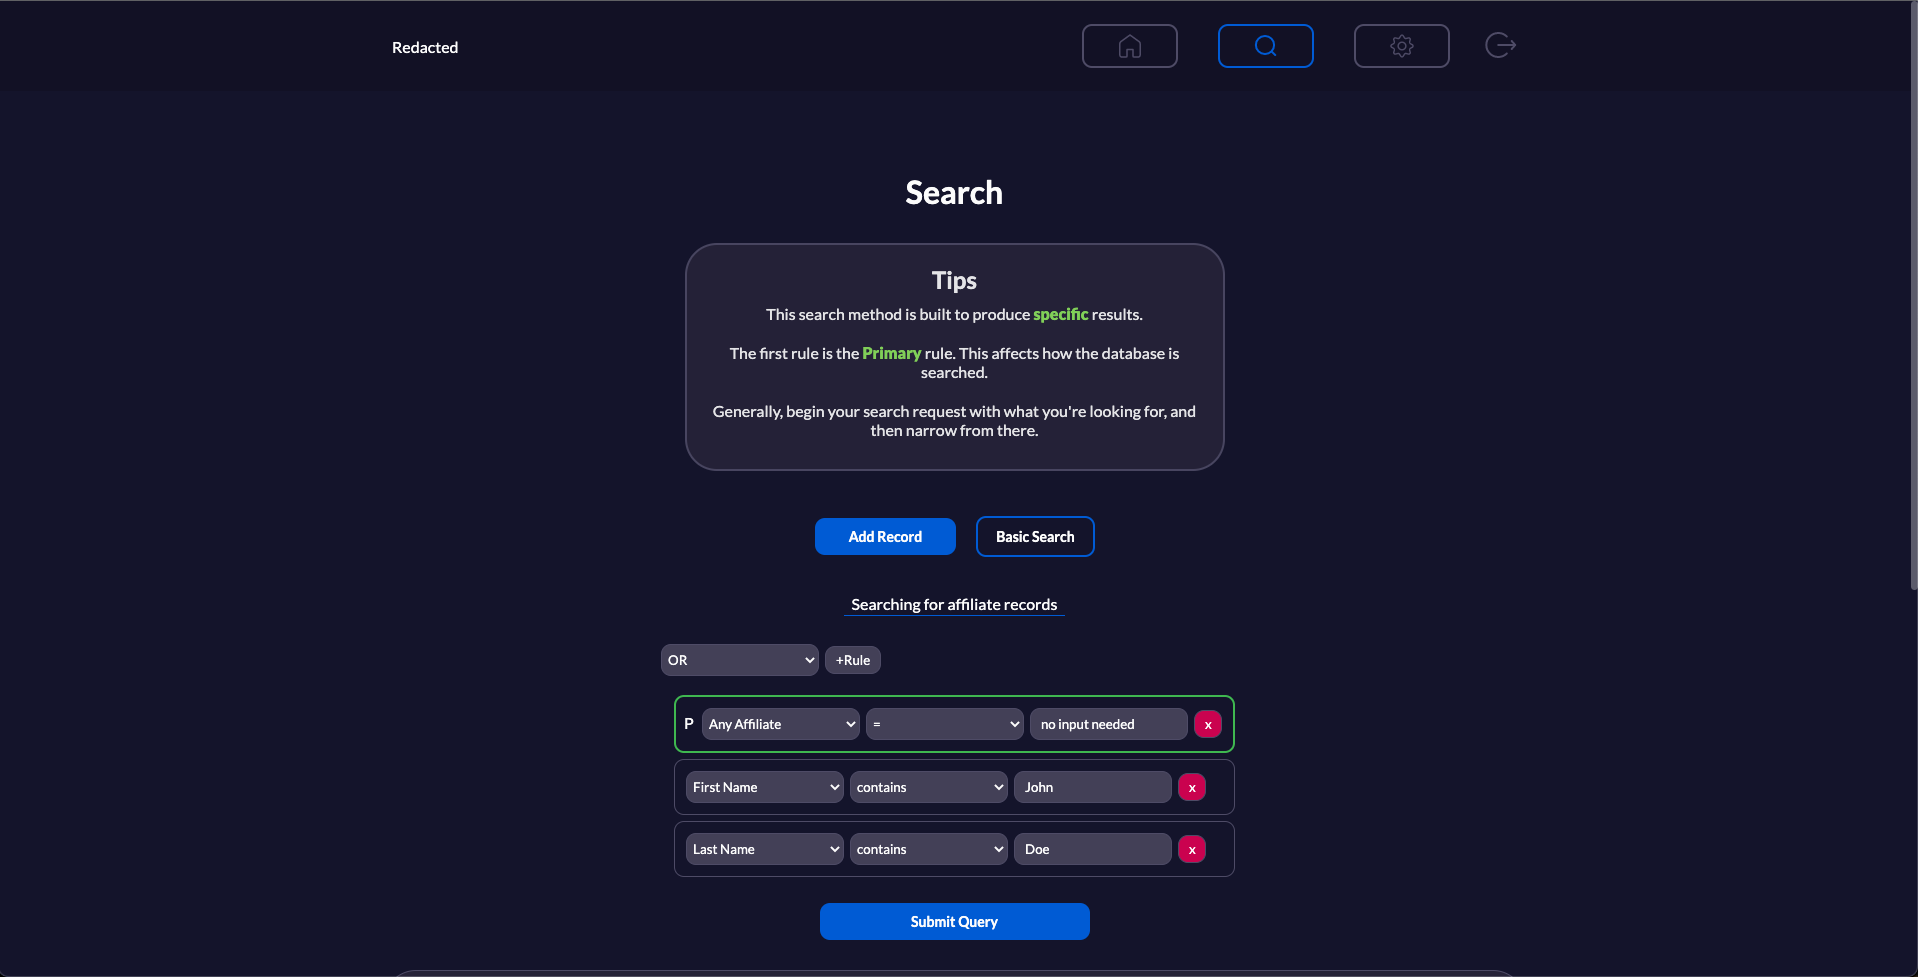 Redacted
Search
Tips
This search method is built to produce specific results.
The first rule is the Primary rule. This affects how the database is
searched.
Generally, begin your search request with what you're looking for, and
then narrow from there.
Add Record Basic Search
Searching for affiliate records
OR +Rule
P Any Affiliate = no input needed x
First Name contains John x
Last Name contains Doe x
Submit Query